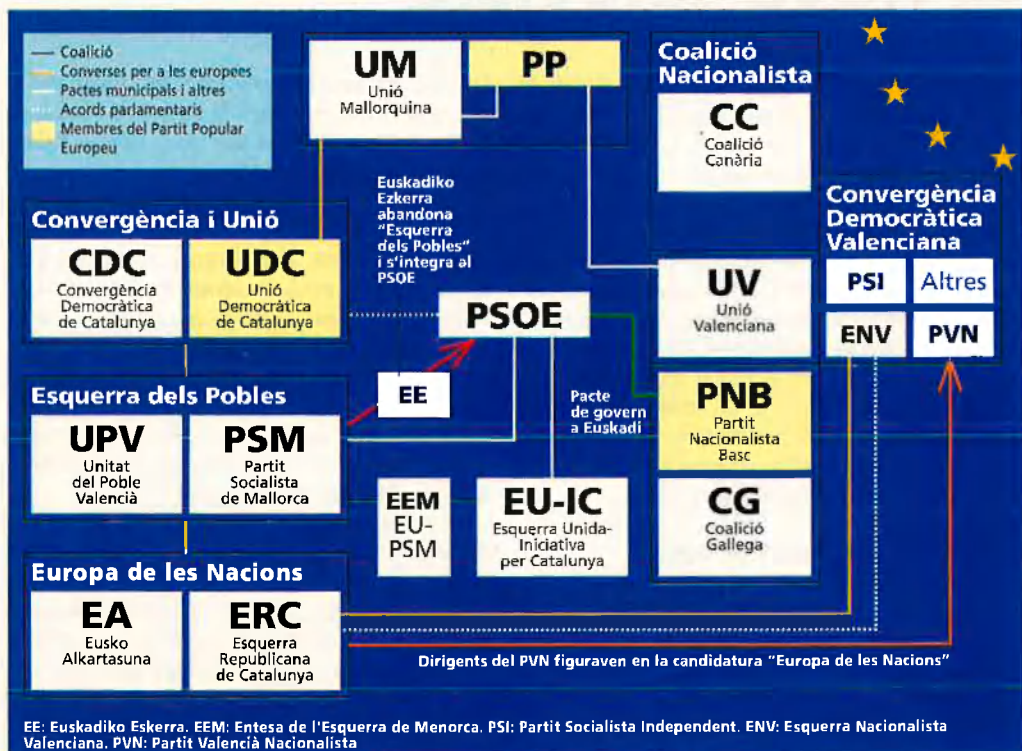 Coalició
Converses per a les europees
Pactes municipals i altres
Acords parlamentaris
Membres del Partit Popular
Europeu
UM
Unió
Mallorquina
PP
Coalició
Nacionalista
CC
Coalició
Canària
Convergència i Unió
CDC
Convergència
Democràtica
de Catalunya
UDC
Unió
Democràtica
de Catalunya
Euskadiko
Ezkerra
abandona
"Esquerra
dels Pobles"
i s'integra al
PSOE
PSOE
UV
Unió
Valenciana
Convergència
Democràtica
Valenciana
PSI
Altres
ENV
PVN
Esquerra dels Pobles
UPV
Unitat
del Poble
Valencià
PSM
Partit
Socialista
de Mallorca
EE
Pacte
de govern
a Euskadi
PNB
Partit
Nacionalista
Basc
EEM
EU-
PSM
EU-IC
Esquerra Unida-
Iniciativa
per Catalunya
CG
Coalició
Gallega
Europa de les Nacions
EA
Eusko
Alkartasuna
ERC
Esquerra
Republicana
de Catalunya
Dirigents del PVN figuraven en la candidatura "Europa de les Nacions"
EE: Euskadiko Eskerra. EEM: Entesa de l'Esquerra de Menorca. PSI: Partit Socialista Independent. ENV: Esquerra Nacionalista
Valenciana. PVN: Partit Valencià Nacionalista